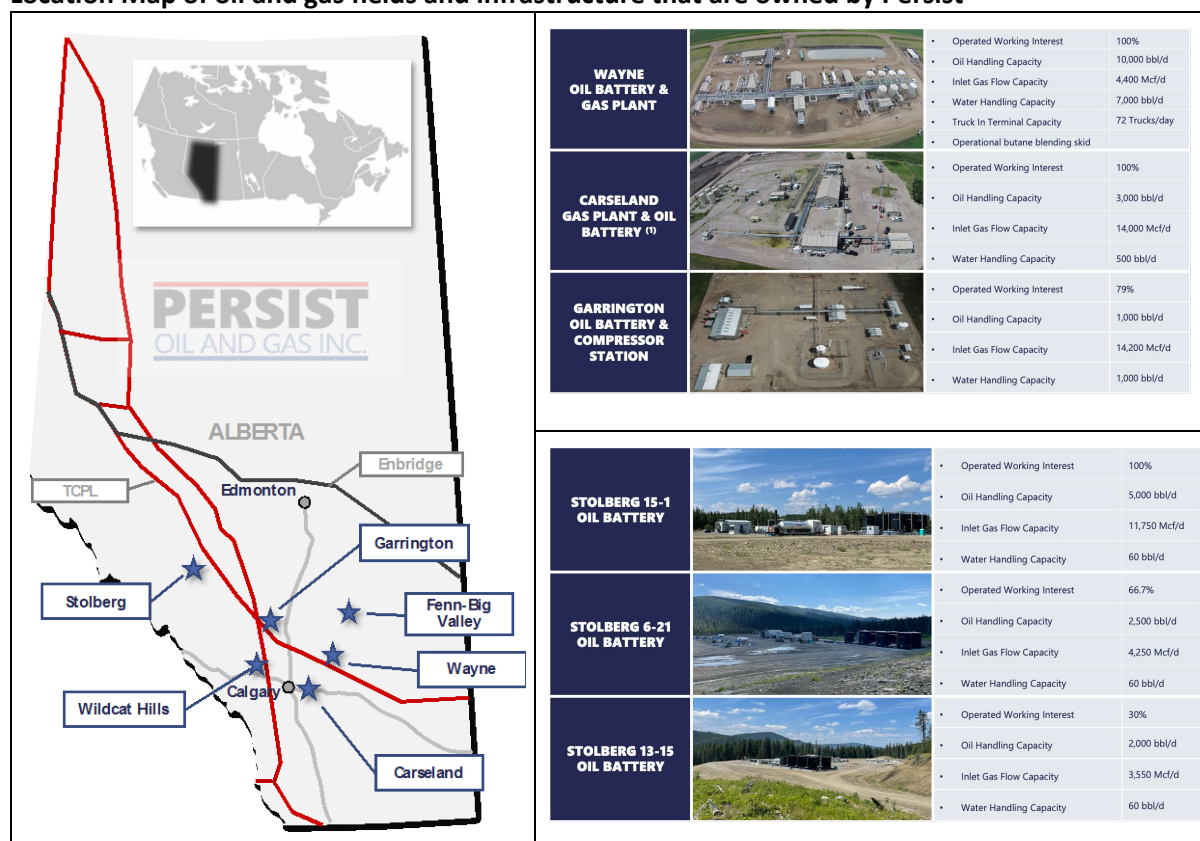 Location Map of oil and gas fields and infrastructure that are owned by Persist
PERSIST
OIL AND GAS INC.
ALBERTA
Enbridge
TCPL
Edmonton
Garrington
Stolberg
Fenn-Big
Valley
Wayne
Calgary
Wildcat Hills
Carseland
WAYNE
OIL BATTERY &
GAS PLANT
• Operated Working Interest 100%
• Oil Handling Capacity 10,000 bbl/d
• Inlet Gas Flow Capacity 4,400 Mcf/d
• Water Handling Capacity 7,000 bbl/d
• Truck In Terminal Capacity 72 Trucks/day
• Operational butane blending skid
CARSELAND
GAS PLANT & OIL
BATTERY (1)
• Operated Working Interest 100%
• Oil Handling Capacity 3,000 bbl/d
• Inlet Gas Flow Capacity 14,000 Mcf/d
• Water Handling Capacity 500 bbl/d
GARRINGTON
OIL BATTERY &
COMPRESSOR
STATION
• Operated Working Interest 79%
• Oil Handling Capacity 1,000 bbl/d
• Inlet Gas Flow Capacity 14,200 Mcf/d
• Water Handling Capacity 1,000 bbl/d
STOLBERG 15-1
OIL BATTERY
• Operated Working Interest 100%
• Oil Handling Capacity 5,000 bbl/d
• Inlet Gas Flow Capacity 11,750 Mcf/d
• Water Handling Capacity 60 bbl/d
STOLBERG 6-21
OIL BATTERY
• Operated Working Interest 66.7%
• Oil Handling Capacity 2,500 bbl/d
• Inlet Gas Flow Capacity 4,250 Mcf/d
• Water Handling Capacity 60 bbl/d
STOLBERG 13-15
OIL BATTERY
• Operated Working Interest 30%
• Oil Handling Capacity 2,000 bbl/d
• Inlet Gas Flow Capacity 3,550 Mcf/d
• Water Handling Capacity 60 bbl/d